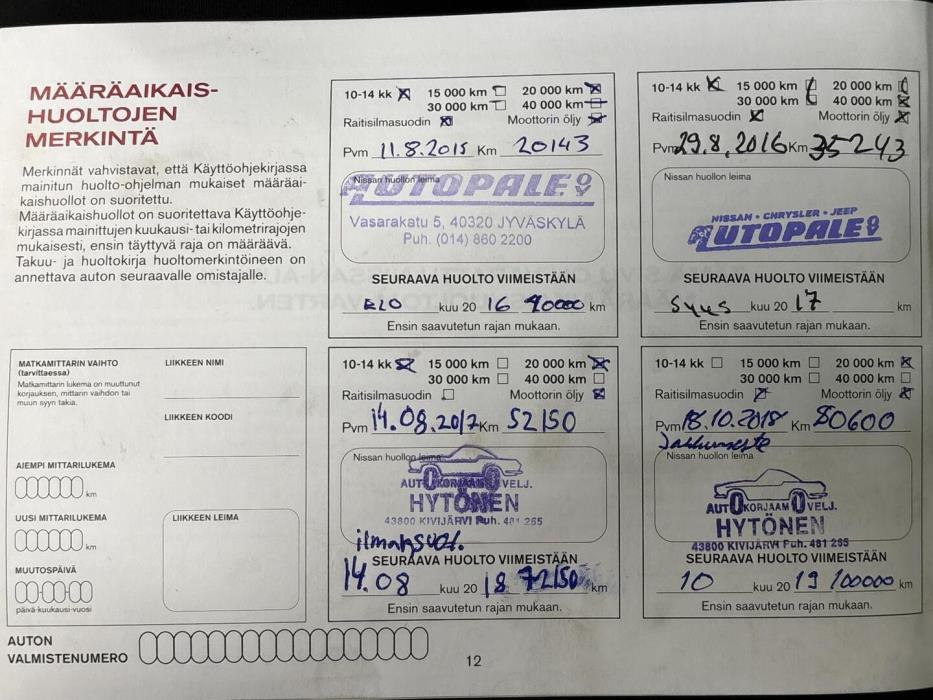 MÄÄRÄAIKAIS-
HUOLTOJEN
MERKINTÄ
Merkinnät vahvistavat, että Käyttöohjekirjassa
mainitun huolto-ohjelman mukaiset määräai-
kaishuollot on suoritettu.
Määräaikaishuollot on suoritettava Käyttöohje-
kirjassa mainittujen kuukausi- tai kilometrirajojen
mukaisesti, ensin täyttyvä raja on määräävä.
Takuu- ja huoltokirja huoltomerkintöineen on
annettava auton seuraavalle omistajalle.
10-14 kk 15 000 km 20 000 km
30 000 km 40 000 km
Raitisilmasuodin Moottorin öljy
Pvm 11.8.2015 Km 20143
Nissan huollon leima
AUTOPALE OY
Vasarakatu 5, 40320 JYVÄSKYLÄ
Puh. (014) 860 2200
SEURAAVA HUOLTO VIIMEISTÄÄN
ELO kuu 20 16 40000 km
Ensin saavutetun rajan mukaan.
10-14 kk 15 000 km 20 000 km
30 000 km 40 000 km
Raitisilmasuodin Moottorin öljy
Pvm 29.8.2016 Km 35243
Nissan huollon leima
NISSAN • CHRYSLER • JEEP
AUTOPALE OY
SEURAAVA HUOLTO VIIMEISTÄÄN
Syys kuu 20 17 km
Ensin saavutetun rajan mukaan.
MATKAMITTARIN VAIHTO
(tarvittaessa)
Matkamittarin lukema on muuttunut
korjauksen, mittarin vaihdon tai
muun syyn takia.
AIEMPI MITTARILUKEMA
km
UUSI MITTARILUKEMA
km
MUUTOSPÄIVÄ
päivä-kuukausi-vuosi
LIIKKEEN NIMI
LIIKKEEN KOODI
LIIKKEEN LEIMA
10-14 kk 15 000 km 20 000 km
30 000 km 40 000 km
Raitisilmasuodin Moottorin öljy
Pvm 14.08.2017 Km 52150
Nissan huollon leima
AUTOKORJAAMO VELJ.
HYTÖNEN
43800 KIVIJÄRVI Puh. 481 265
ilmansuod.
SEURAAVA HUOLTO VIIMEISTÄÄN
14.08 kuu 20 18 72150 km
Ensin saavutetun rajan mukaan.
10-14 kk 15 000 km 20 000 km
30 000 km 40 000 km
Raitisilmasuodin Moottorin öljy
Pvm 18.10.2018 Km 80600
Nissan huollon leima
AUTOKORJAAMO VELJ.
HYTÖNEN
43800 KIVIJÄRVI Puh. 481 265
SEURAAVA HUOLTO VIIMEISTÄÄN
10 kuu 20 19 100000 km
Ensin saavutetun rajan mukaan.
AUTON
VALMISTENUMERO
12